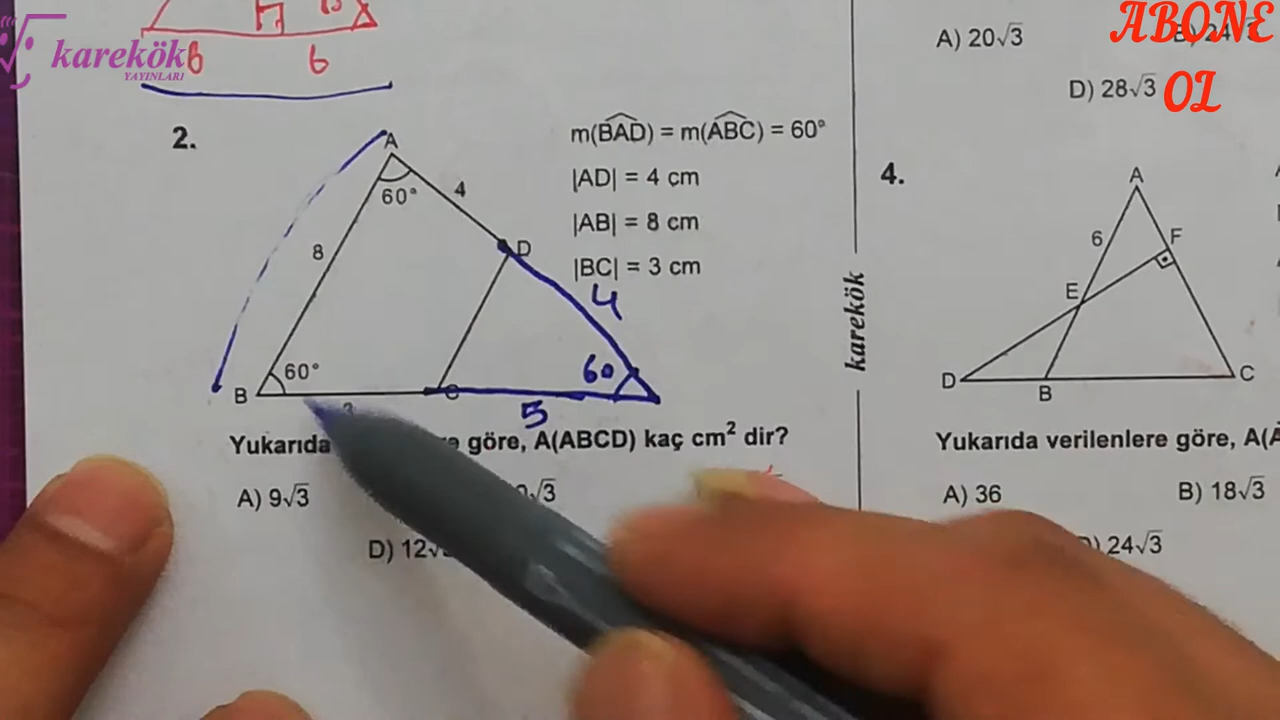 karekök
YAYINLARI
6 6
ABONE
OL
A) 20√3
D) 28√3
2.
A
60°
4
8
D
B
60°
C
4
60
5
m(BAD) = m(ABC) = 60°
|AD| = 4 cm
|AB| = 8 cm
|BC| = 3 cm
Yukarıda göre, A(ABCD) kaç cm² dir?
A) 9√3
D) 12
karekök
4.
A
6
F
E
D
B
C
Yukarıda verilenlere göre,
A) 36 B) 18√3
24√3